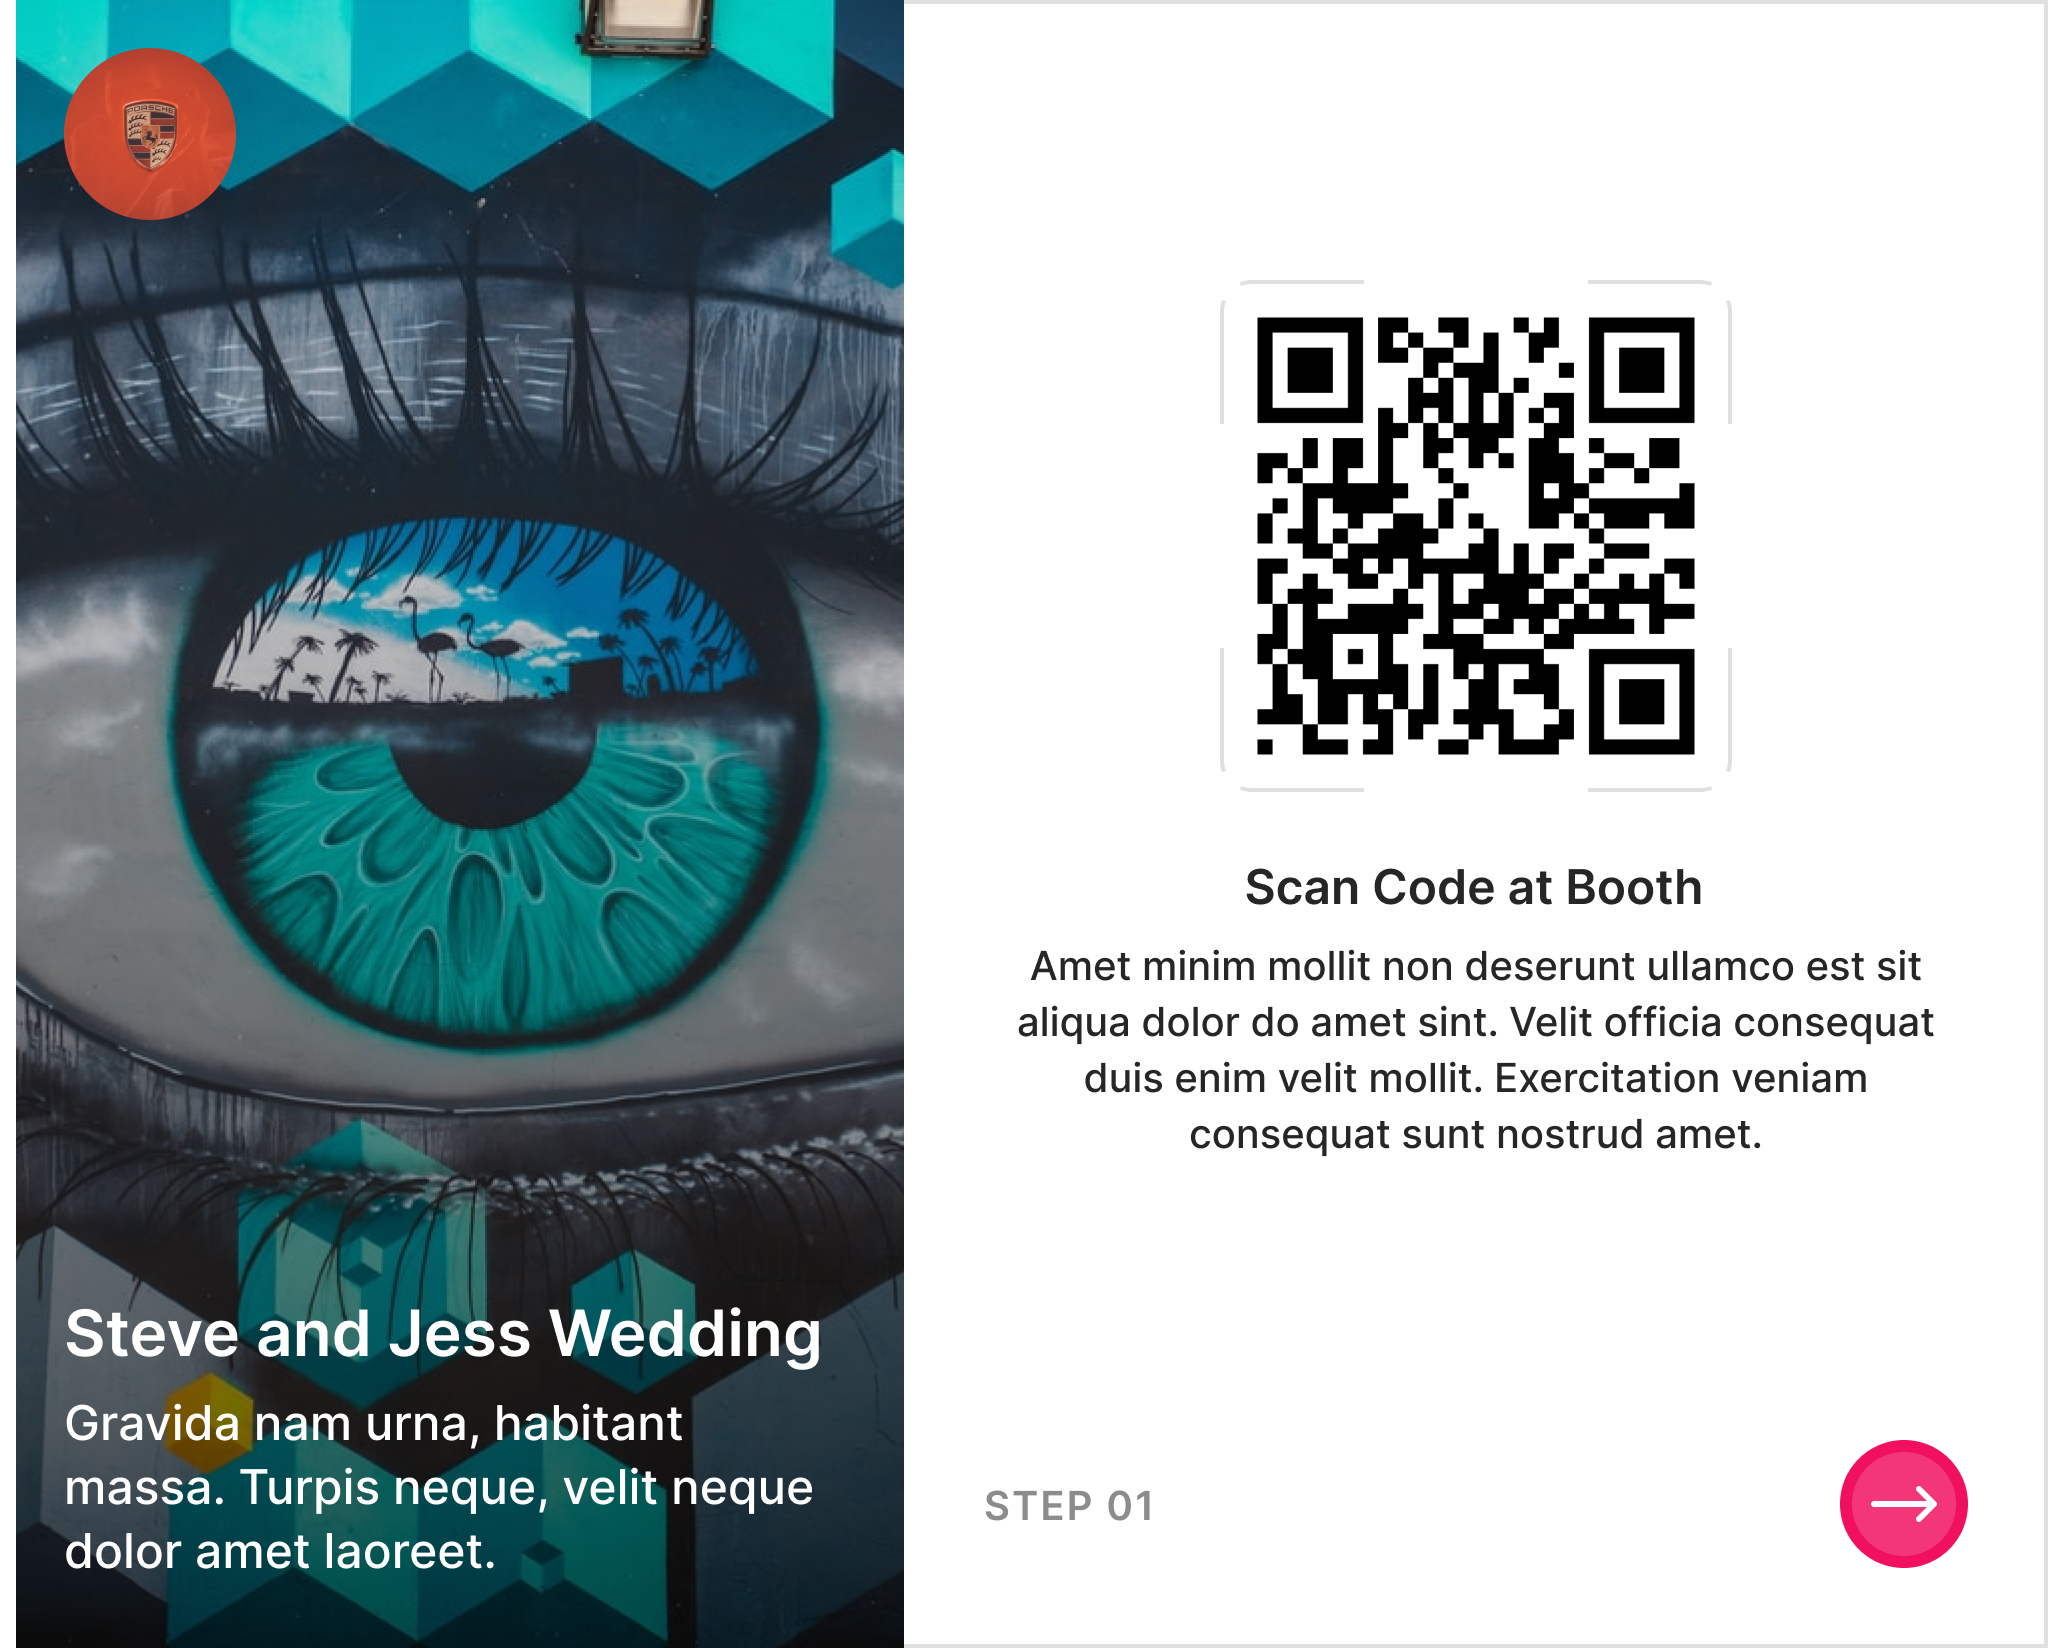 PORSCHE
Steve and Jess Wedding
Gravida nam urna, habitant
massa. Turpis neque, velit neque
dolor amet laoreet.
Scan Code at Booth
Amet minim mollit non deserunt ullamco est sit
aliqua dolor do amet sint. Velit officia consequat
duis enim velit mollit. Exercitation veniam
consequat sunt nostrud amet.
STEP 01